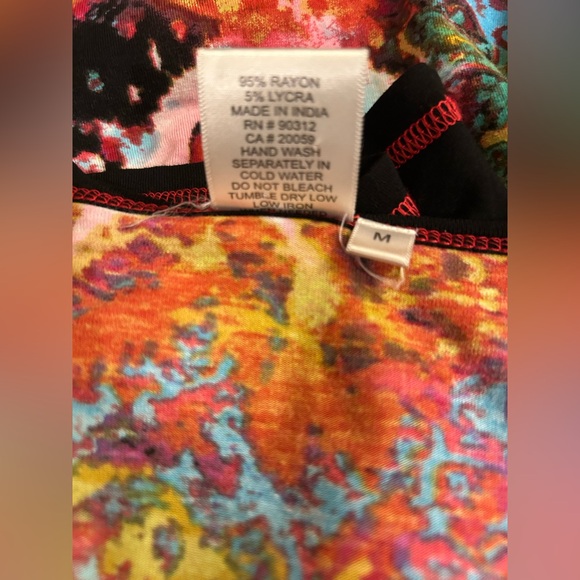 95% RAYON
5% LYCRA
MADE IN INDIA
RN # 90312
CA # 20059
HAND WASH
SEPARATELY IN
COLD WATER
DO NOT BLEACH
TUMBLE DRY LOW
LOW IRON
M